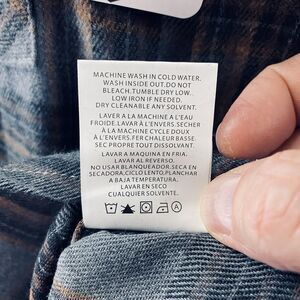 MACHINE WASH IN COLD WATER.
WASH INSIDE OUT.DO NOT
BLEACH.TUMBLE DRY LOW.
LOW IRON IF NEEDED.
DRY CLEANABLE ANY SOLVENT.
LAVER A LA MACHINE A L'EAU
FROIDE.LAVAR À L'ENVERS.SECHER
À LA MACHINE CYCLE DOUX
À L'ENVERS.FER CHALEUR BASSE.
SEC PROPRE TOUT DISSOLVANT.
LAVAR A MAQUINA EN FRIA.
LAVAR AL REVERSO.
NO USAR BLANQUEADOR.SECA EN
SECADORA,CICLO LENTO,PLANCHAR
A BAJA TEMPERATURA.
LAVAR EN SECO
CUALQUIER SOLVENTE.
A